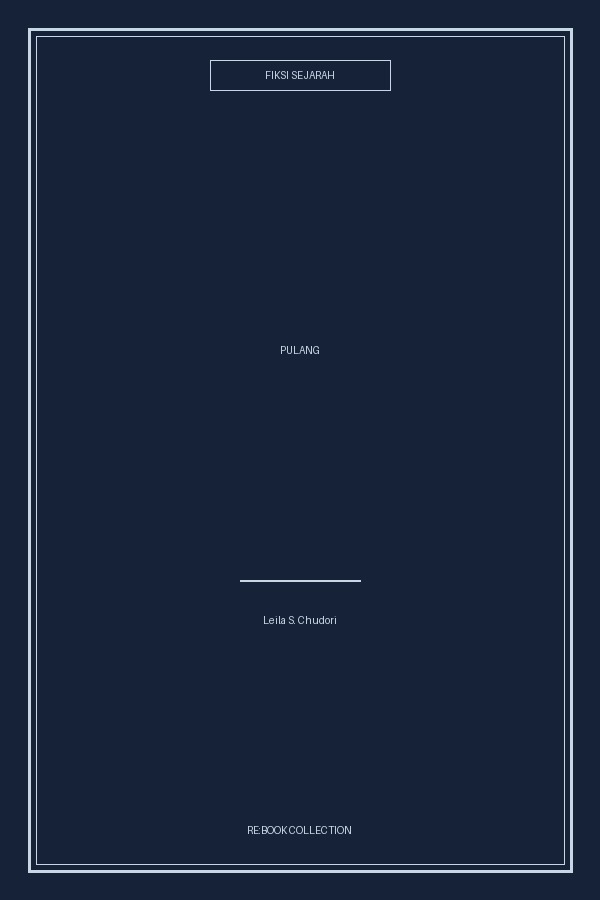 FIKSI SEJARAH
PULANG
Leila S. Chudori
RE:BOOK COLLECTION